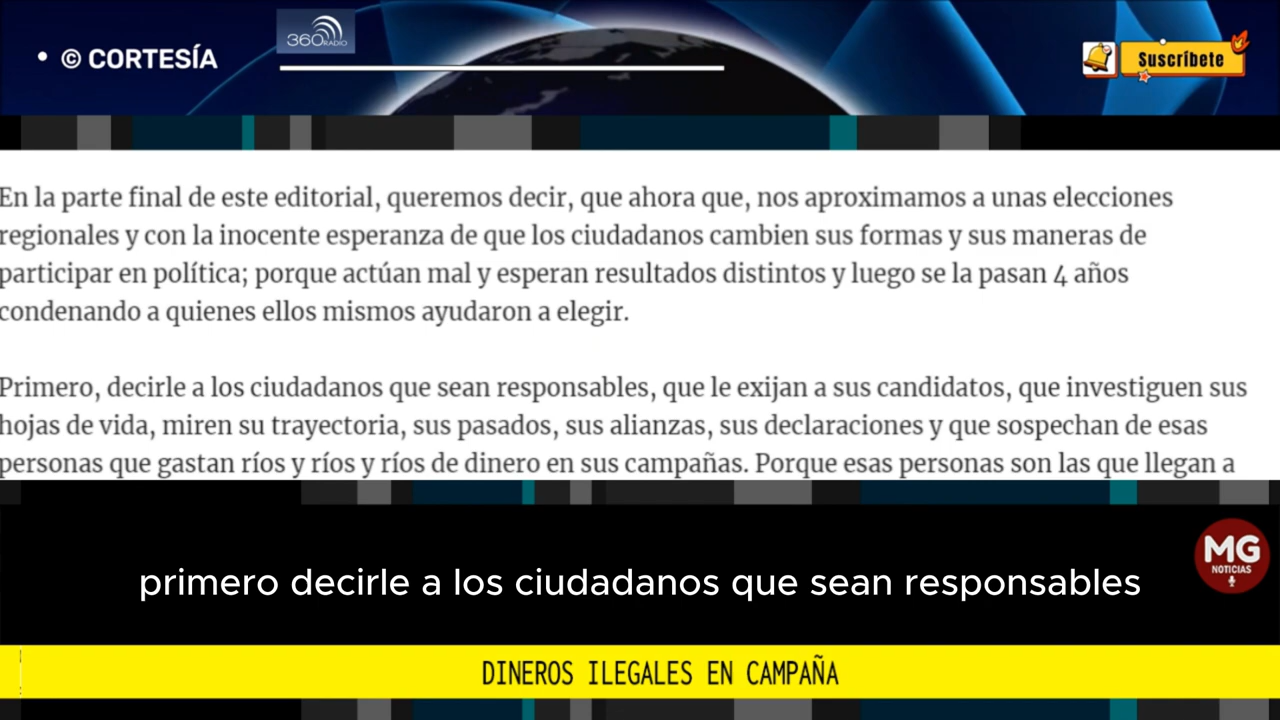 • © CORTESÍA
360RADIO
Suscríbete
En la parte final de este editorial, queremos decir, que ahora que, nos aproximamos a unas elecciones
regionales y con la inocente esperanza de que los ciudadanos cambien sus formas y sus maneras de
participar en política; porque actúan mal y esperan resultados distintos y luego se la pasan 4 años
condenando a quienes ellos mismos ayudaron a elegir.
Primero, decirle a los ciudadanos que sean responsables, que le exijan a sus candidatos, que investiguen sus
hojas de vida, miren su trayectoria, sus pasados, sus alianzas, sus declaraciones y que sospechan de esas
personas que gastan ríos y ríos y ríos de dinero en sus campañas. Porque esas personas son las que llegan a
MG
NOTICIAS
primero decirle a los ciudadanos que sean responsables
DINEROS ILEGALES EN CAMPAÑA